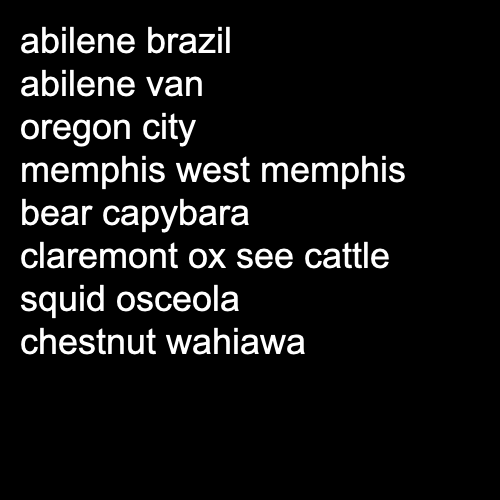 abilene brazil
abilene van
oregon city
memphis west memphis
bear capybara
claremont ox see cattle
squid osceola
chestnut wahiawa